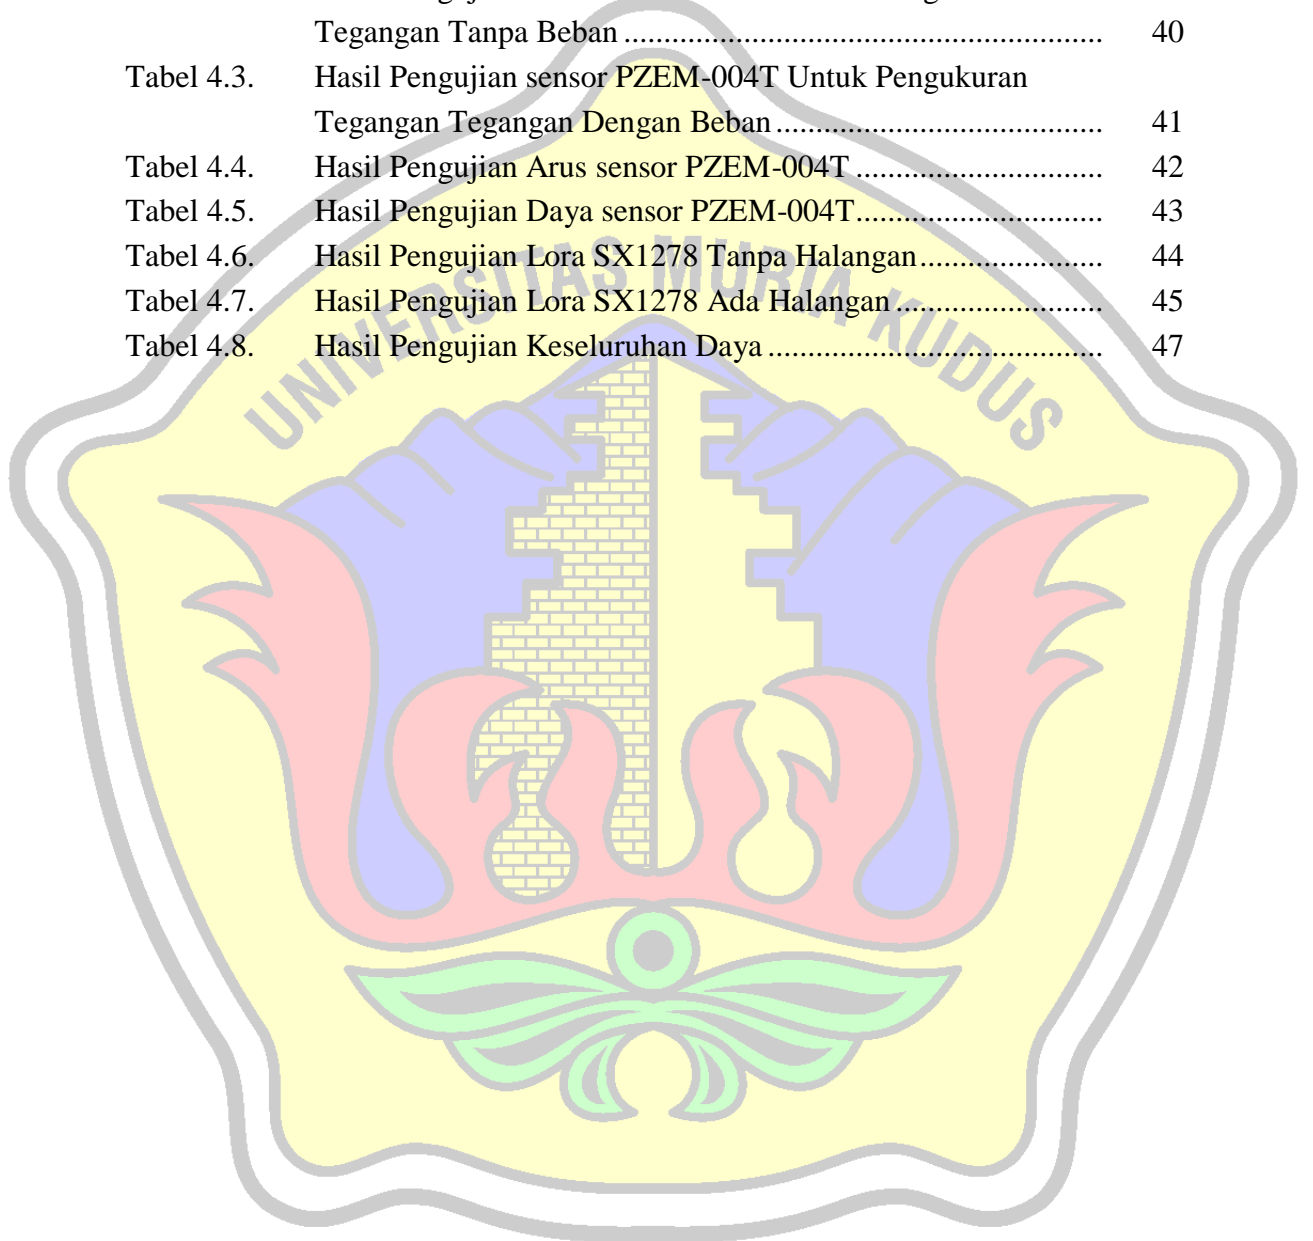 Tegangan Tanpa Beban ............................................................. 40
Tabel 4.3. Hasil Pengujian sensor PZEM-004T Untuk Pengukuran
Tegangan Tegangan Dengan Beban ......................................... 41
Tabel 4.4. Hasil Pengujian Arus sensor PZEM-004T ............................... 42
Tabel 4.5. Hasil Pengujian Daya sensor PZEM-004T............................... 43
Tabel 4.6. Hasil Pengujian Lora SX1278 Tanpa Halangan....................... 44
Tabel 4.7. Hasil Pengujian Lora SX1278 Ada Halangan .......................... 45
Tabel 4.8. Hasil Pengujian Keseluruhan Daya .......................................... 47
UNIVERSITAS MURIA KUDUS